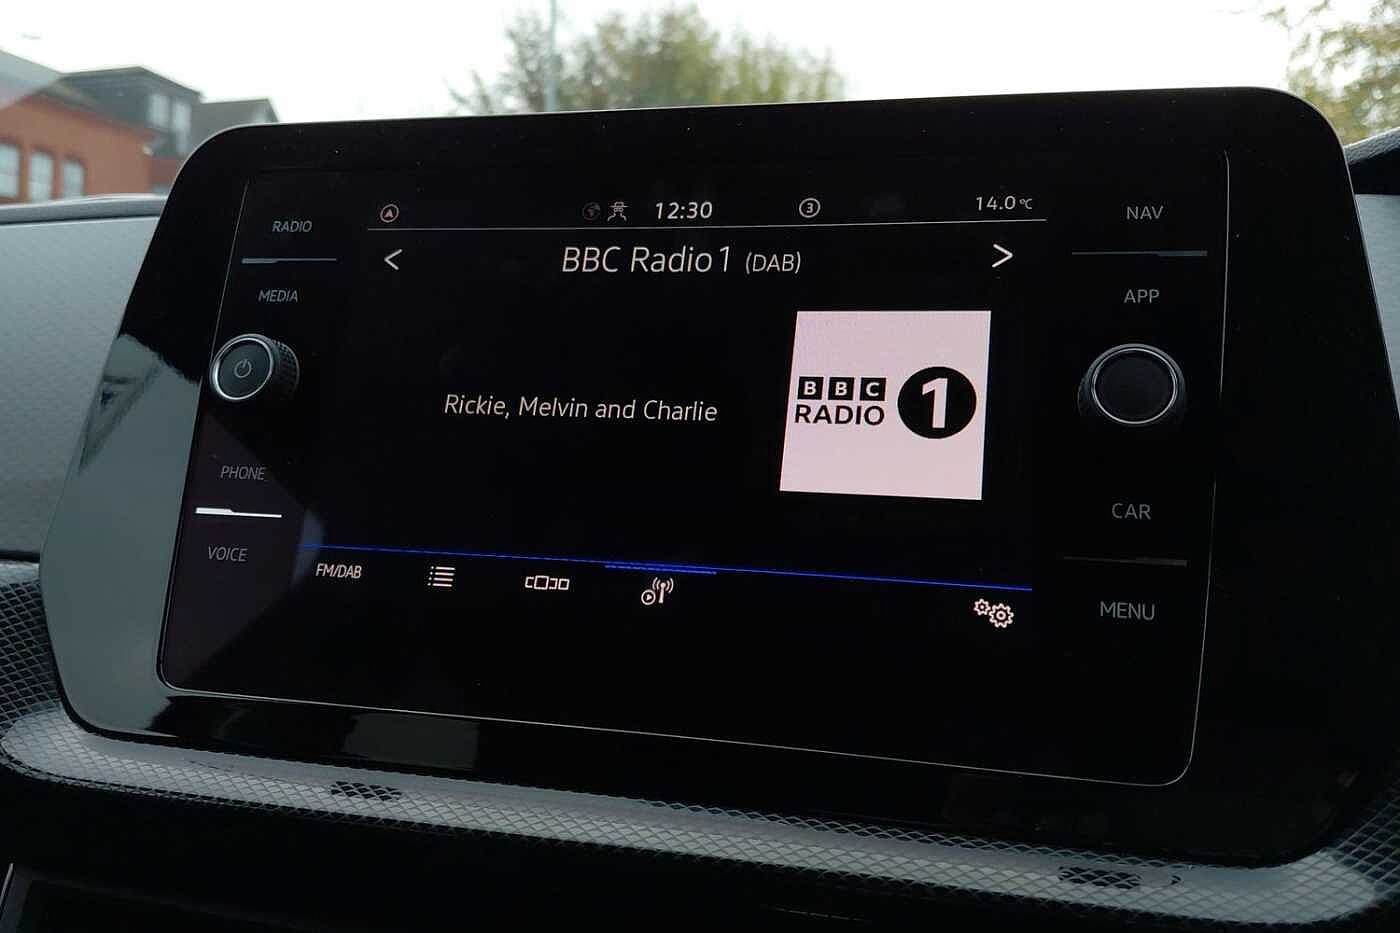 RADIO
MEDIA
PHONE
VOICE
12:30
3
14.0°C
BBC Radio 1 (DAB)
Rickie, Melvin and Charlie
BBC
RADIO
1
FM/DAB
NAV
APP
CAR
MENU